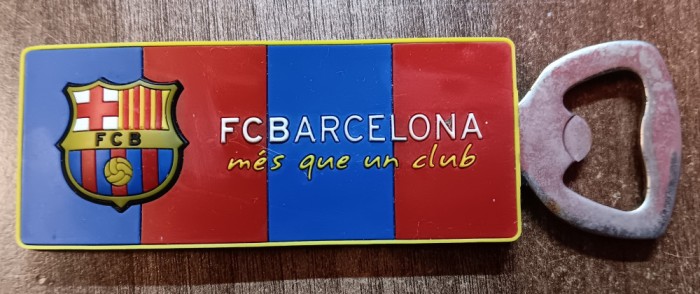 FCB
FCBARCELONA
més que un club